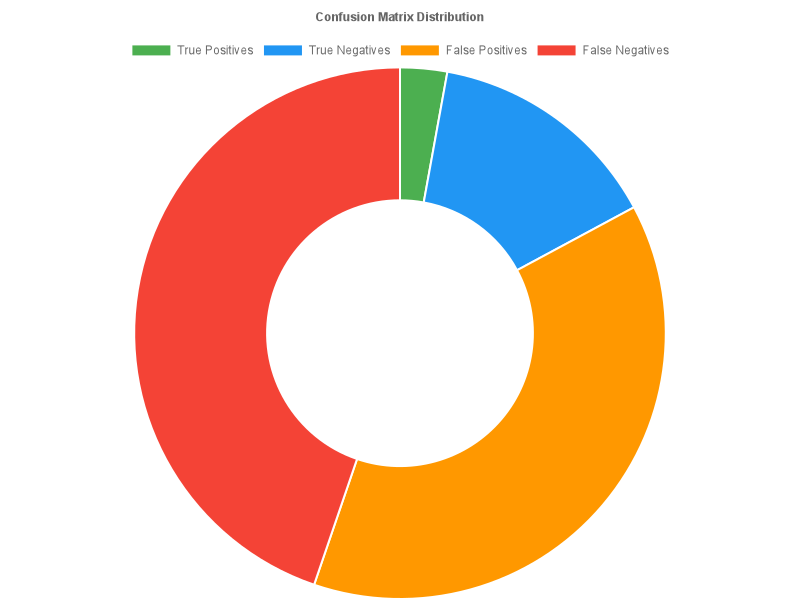 Confusion Matrix Distribution
True Positives True Negatives False Positives False Negatives